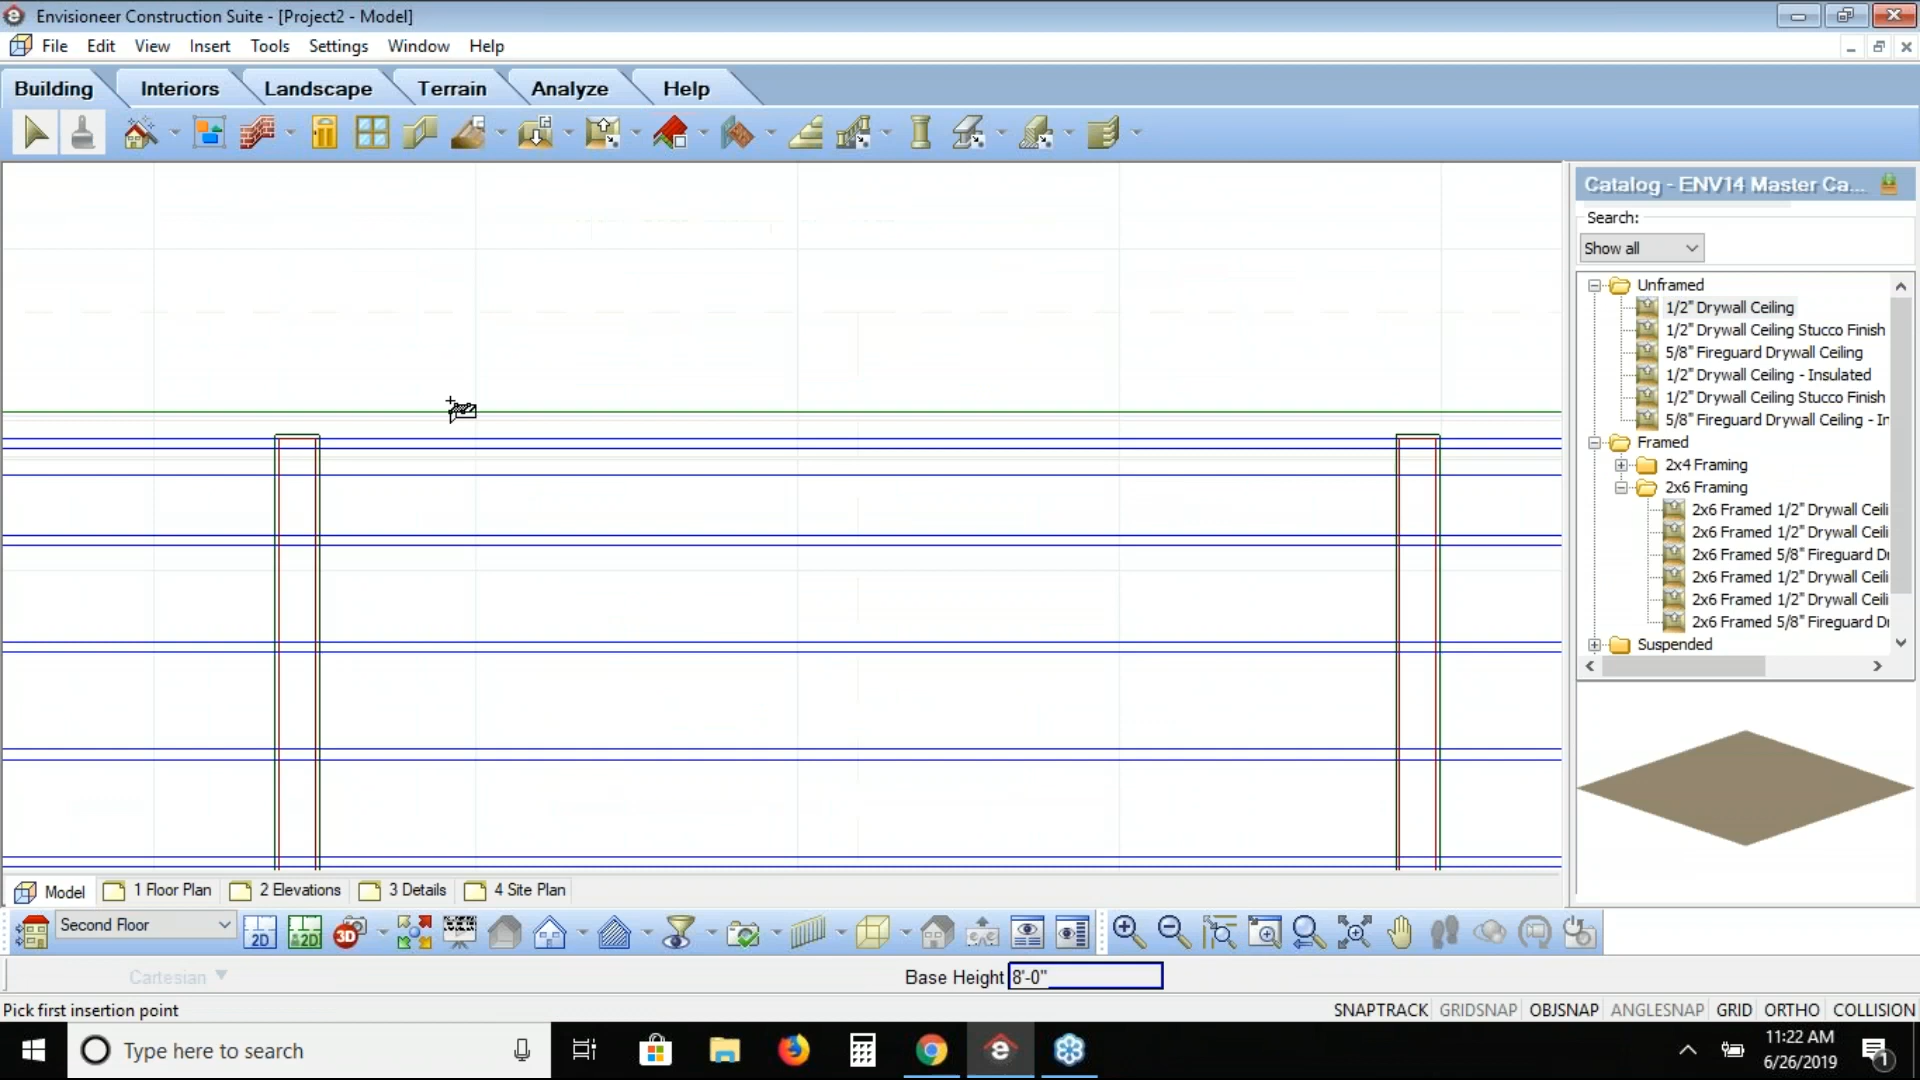 Envisioneer Construction Suite - [Project2 - Model]
File Edit View Insert Tools Settings Window Help
Building Interiors Landscape Terrain Analyze Help
Catalog - ENV14 Master Ca...
Search:
Show all
Unframed
1/2" Drywall Ceiling
1/2" Drywall Ceiling Stucco Finish
5/8" Fireguard Drywall Ceiling
1/2" Drywall Ceiling - Insulated
1/2" Drywall Ceiling Stucco Finish
5/8" Fireguard Drywall Ceiling - In
Framed
2x4 Framing
2x6 Framing
2x6 Framed 1/2" Drywall Ceili
2x6 Framed 1/2" Drywall Ceili
2x6 Framed 5/8" Fireguard Dr
2x6 Framed 1/2" Drywall Ceili
2x6 Framed 1/2" Drywall Ceili
2x6 Framed 5/8" Fireguard Dr
Suspended
Model 1 Floor Plan 2 Elevations 3 Details 4 Site Plan
Second Floor 2D 2D 3D
Cartesian Base Height 8'-0"
Pick first insertion point SNAPTRACK GRIDSNAP OBJSNAP ANGLESNAP GRID ORTHO COLLISION
Type here to search
11:22 AM
6/26/2019
1